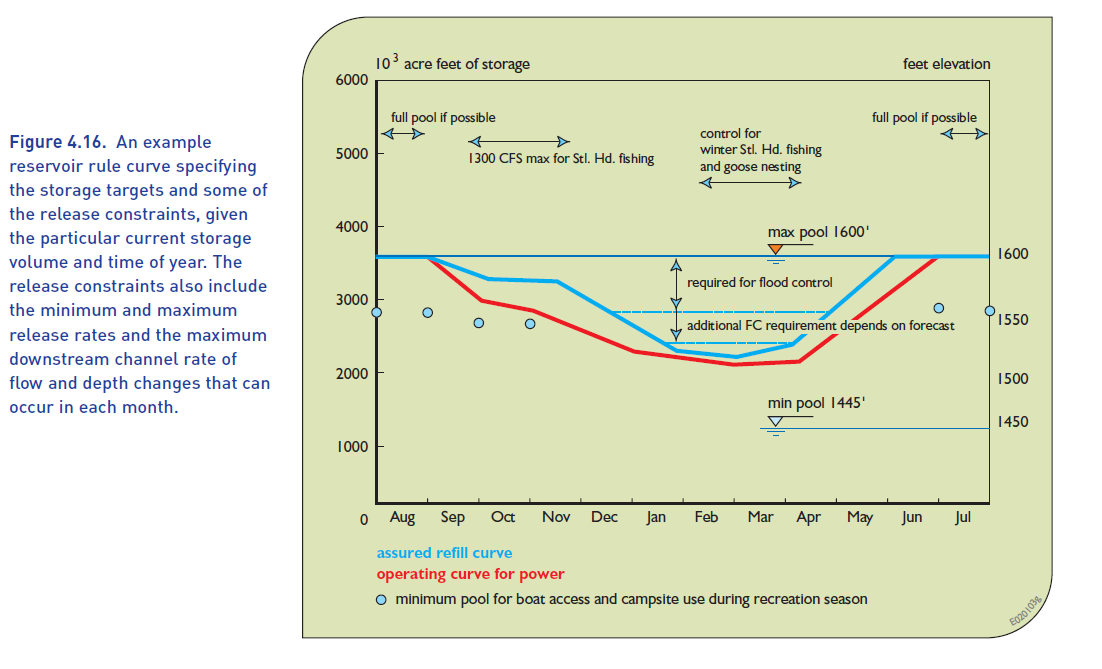 Figure 4.16. An example
reservoir rule curve specifying
the storage targets and some of
the release constraints, given
the particular current storage
volume and time of year. The
release constraints also include
the minimum and maximum
release rates and the maximum
downstream channel rate of
flow and depth changes that can
occur in each month.
10³ acre feet of storage
feet elevation
6000
5000
4000
3000
2000
1000
0
full pool if possible
1300 CFS max for Stl. Hd. fishing
control for
winter Stl. Hd. fishing
and goose nesting
full pool if possible
max pool 1600'
required for flood control
additional FC requirement depends on forecast
min pool 1445'
1600
1550
1500
1450
Aug Sep Oct Nov Dec Jan Feb Mar Apr May Jun Jul
assured refill curve
operating curve for power
minimum pool for boat access and campsite use during recreation season
E020103g